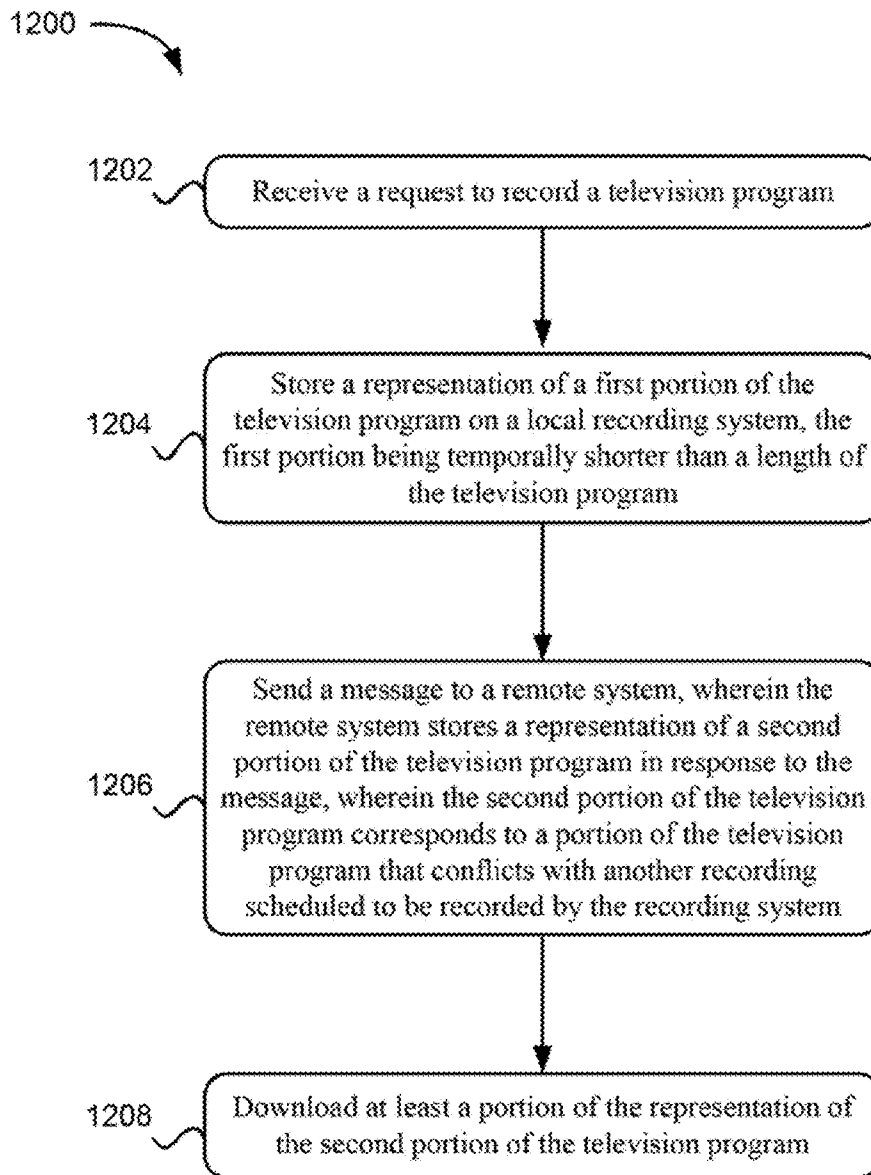 1200
1202
Receive a request to record a television program
1204
Store a representation of a first portion of the
television program on a local recording system, the
first portion being temporally shorter than a length of
the television program
1206
Send a message to a remote system, wherein the
remote system stores a representation of a second
portion of the television program in response to the
message, wherein the second portion of the television
program corresponds to a portion of the television
program that conflicts with another recording
scheduled to be recorded by the recording system
1208
Download at least a portion of the representation of
the second portion of the television program